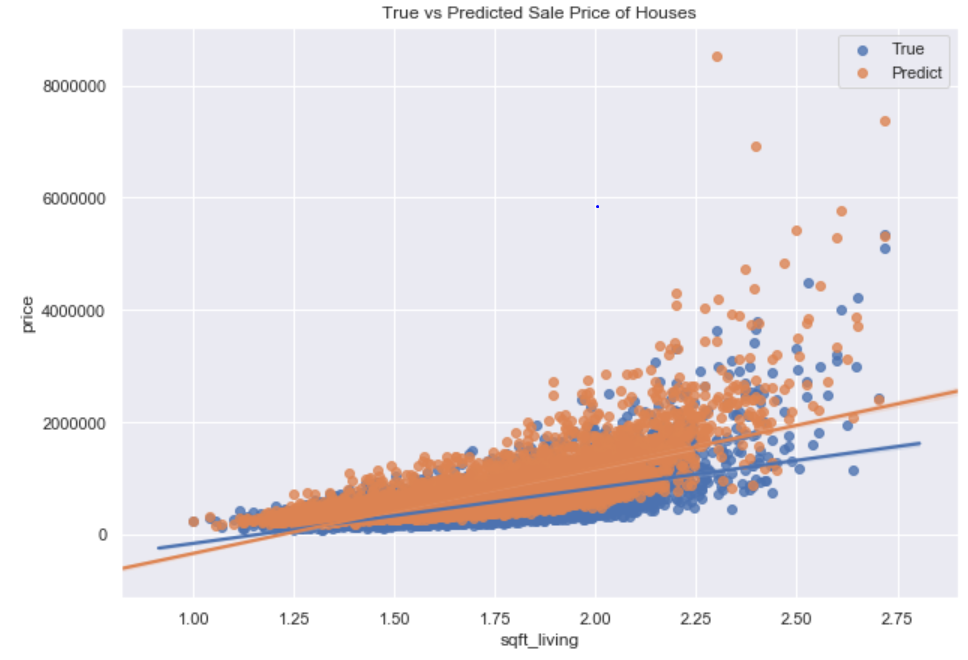 True vs Predicted Sale Price of Houses
True
Predict
8000000
6000000
4000000
2000000
0
price
1.00 1.25 1.50 1.75 2.00 2.25 2.50 2.75
sqft_living